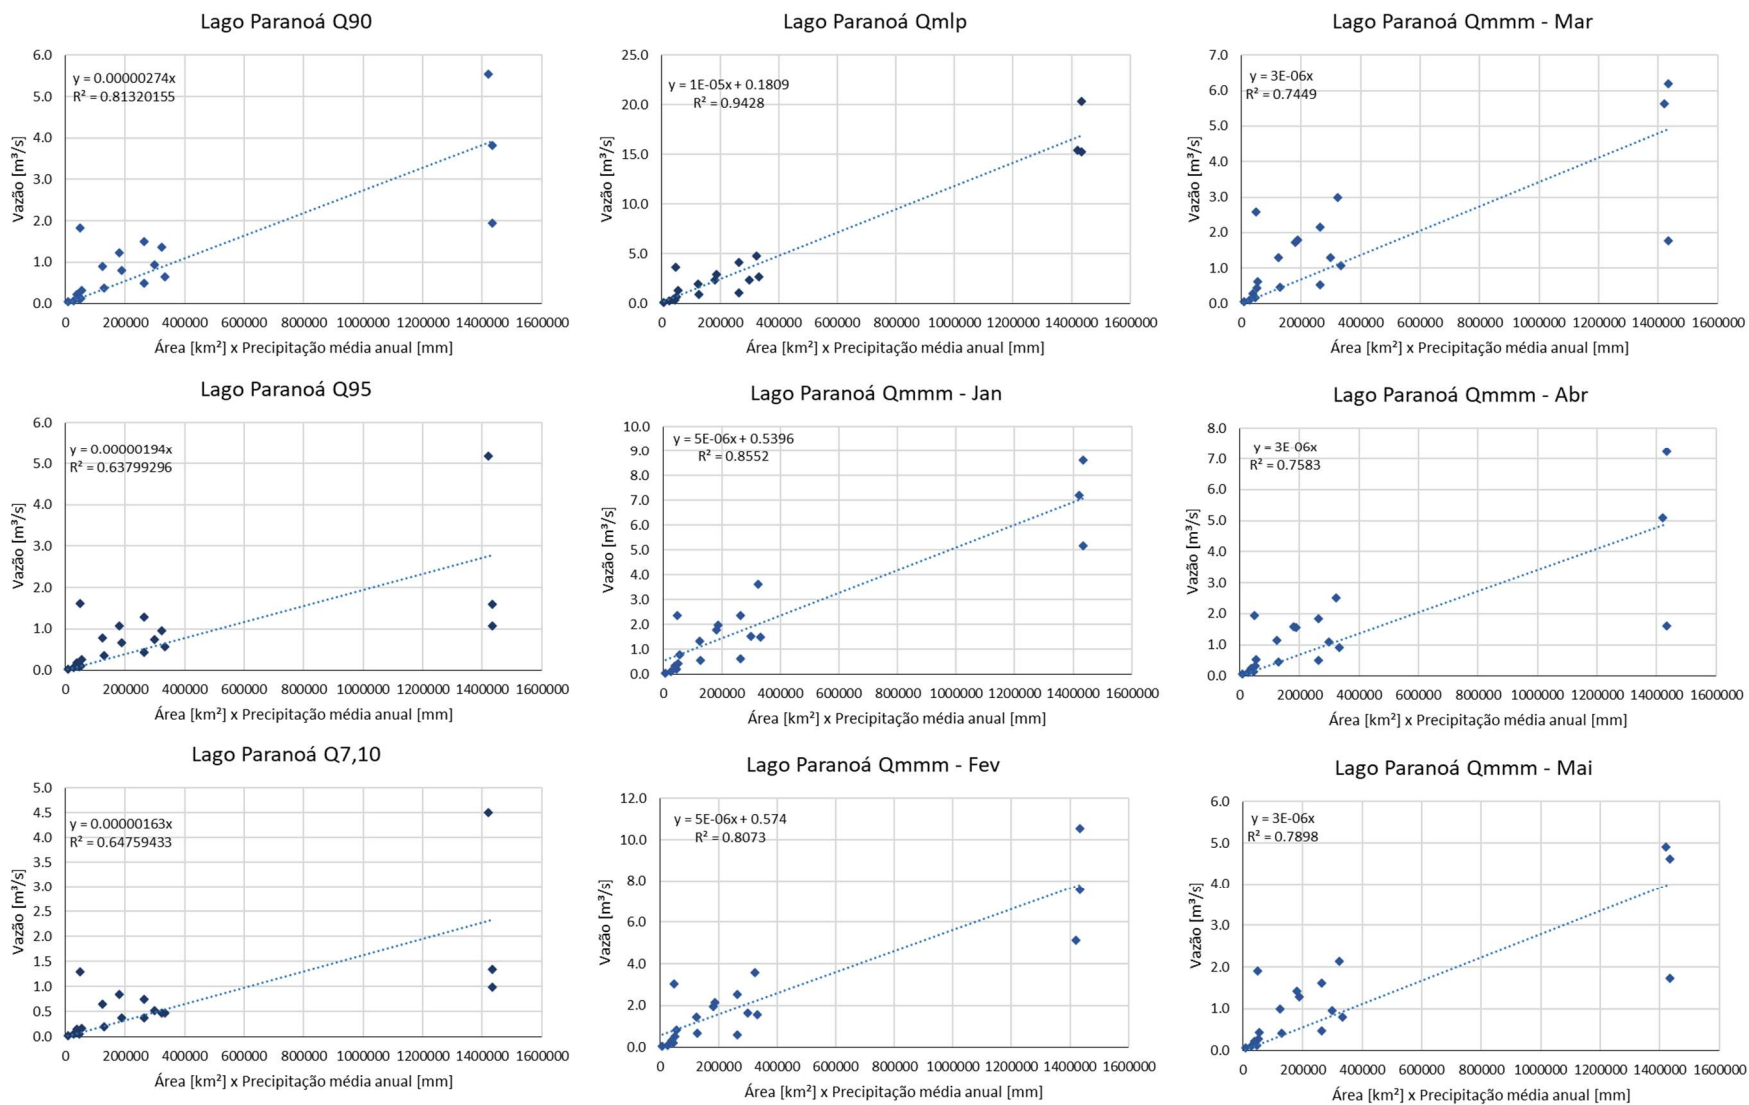 Lago Paranoá Q90
6.0
5.0
4.0
3.0
2.0
1.0
0.0
y = 0.00000274x
R² = 0.81320155
Vazão [m³/s]
0 200000 400000 600000 800000 1000000 1200000 1400000 1600000
Área [km²] x Precipitação média anual [mm]
Lago Paranoá Qmlp
25.0
20.0
15.0
10.0
5.0
0.0
y = 1E-05x + 0.1809
R² = 0.9428
Vazão [m³/s]
0 200000 400000 600000 800000 1000000 1200000 1400000 1600000
Área [km²] x Precipitação média anual [mm]
Lago Paranoá Qmmm - Mar
7.0
6.0
5.0
4.0
3.0
2.0
1.0
0.0
y = 3E-06x
R² = 0.7449
Vazão [m³/s]
0 200000 400000 600000 800000 1000000 1200000 1400000 1600000
Área [km²] x Precipitação média anual [mm]
Lago Paranoá Q95
6.0
5.0
4.0
3.0
2.0
1.0
0.0
y = 0.00000194x
R² = 0.63799296
Vazão [m³/s]
0 200000 400000 600000 800000 1000000 1200000 1400000 1600000
Área [km²] x Precipitação média anual [mm]
Lago Paranoá Qmmm - Jan
10.0
9.0
8.0
7.0
6.0
5.0
4.0
3.0
2.0
1.0
0.0
y = 5E-06x + 0.5396
R² = 0.8552
Vazão [m³/s]
0 200000 400000 600000 800000 1000000 1200000 1400000 1600000
Área [km²] x Precipitação média anual [mm]
Lago Paranoá Qmmm - Abr
8.0
7.0
6.0
5.0
4.0
3.0
2.0
1.0
0.0
y = 3E-06x
R² = 0.7583
Vazão [m³/s]
0 200000 400000 600000 800000 1000000 1200000 1400000 1600000
Área [km²] x Precipitação média anual [mm]
Lago Paranoá Q7,10
5.0
4.5
4.0
3.5
3.0
2.5
2.0
1.5
1.0
0.5
0.0
y = 0.00000163x
R² = 0.64759433
Vazão [m³/s]
0 200000 400000 600000 800000 1000000 1200000 1400000 1600000
Área [km²] x Precipitação média anual [mm]
Lago Paranoá Qmmm - Fev
12.0
10.0
8.0
6.0
4.0
2.0
0.0
y = 5E-06x + 0.574
R² = 0.8073
Vazão [m³/s]
0 200000 400000 600000 800000 1000000 1200000 1400000 1600000
Área [km²] x Precipitação média anual [mm]
Lago Paranoá Qmmm - Mai
6.0
5.0
4.0
3.0
2.0
1.0
0.0
y = 3E-06x
R² = 0.7898
Vazão [m³/s]
0 200000 400000 600000 800000 1000000 1200000 1400000 1600000
Área [km²] x Precipitação média anual [mm]